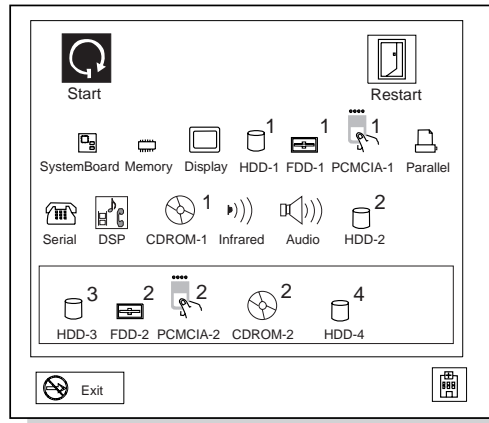 Start Restart
1 1 1
SystemBoard Memory Display HDD-1 FDD-1 PCMCIA-1 Parallel
1 2
Serial DSP CDROM-1 Infrared Audio HDD-2
3 2 2 2 4
HDD-3 FDD-2 PCMCIA-2 CDROM-2 HDD-4
Exit